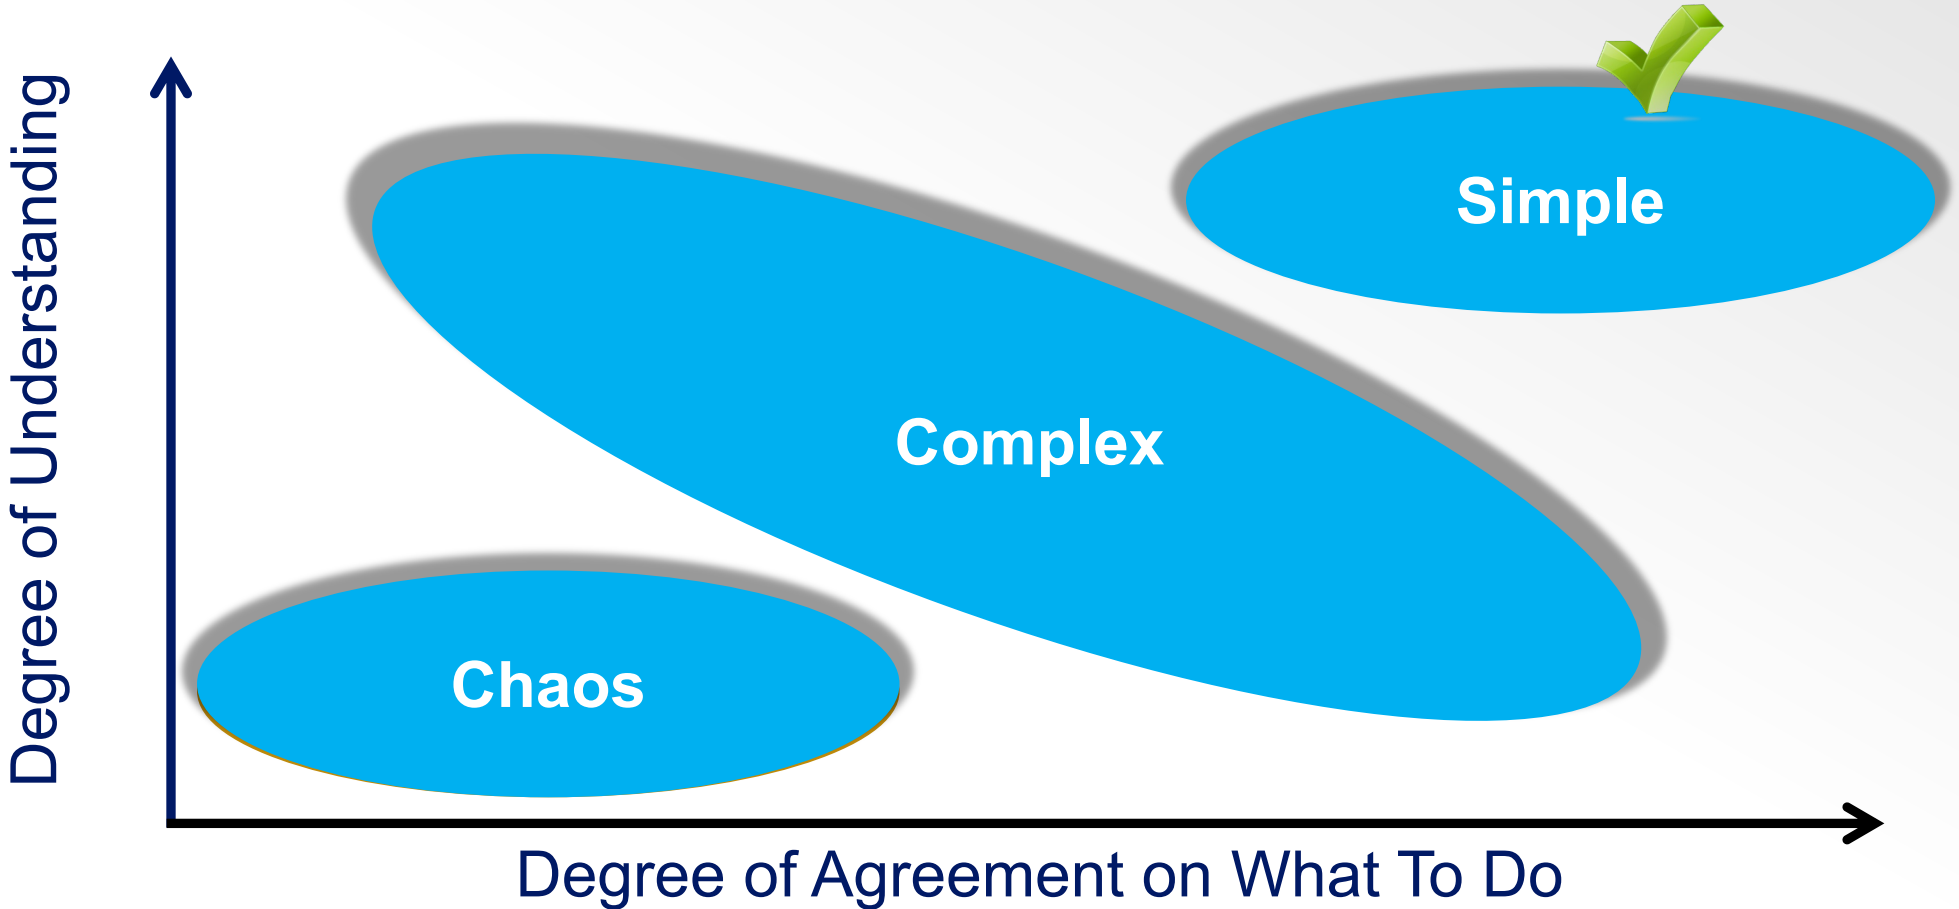 Degree of Understanding
Simple
Complex
Chaos
Degree of Agreement on What To Do